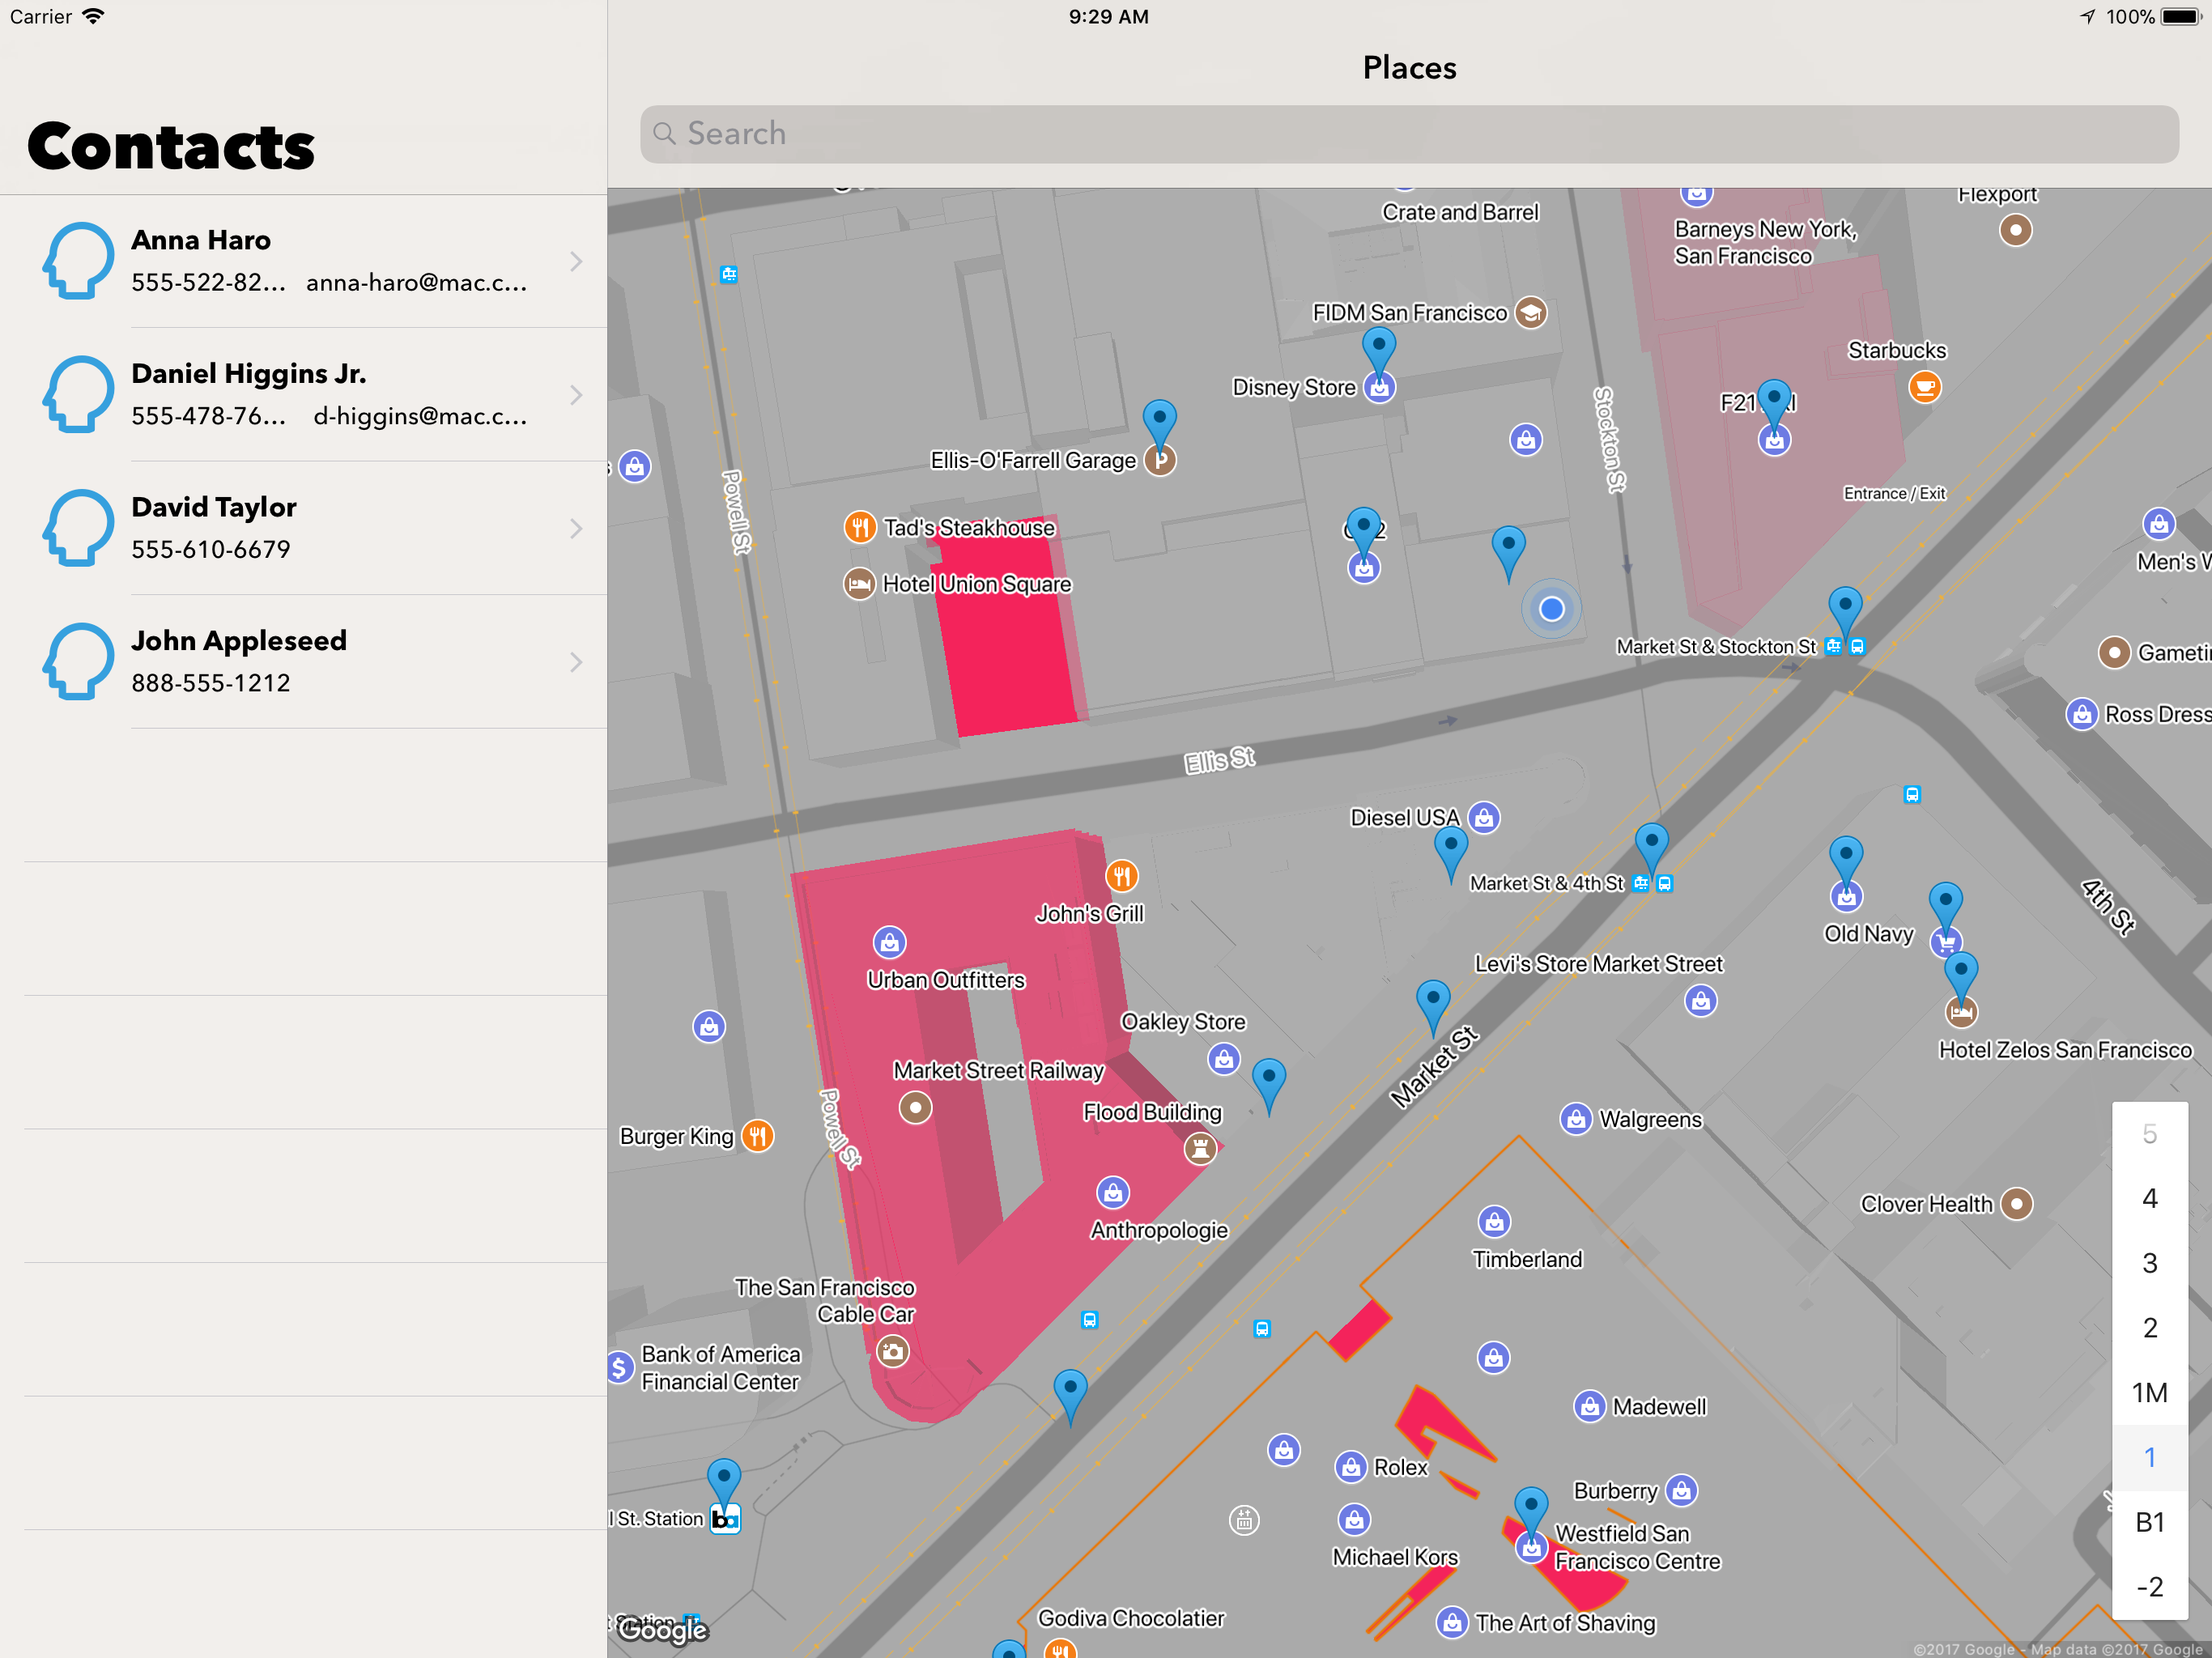 Carrier
9:29 AM
100%
Contacts
Anna Haro
555-522-82... anna-haro@mac.c...
Daniel Higgins Jr.
555-478-76... d-higgins@mac.c...
David Taylor
555-610-6679
John Appleseed
888-555-1212
Places
Search
Flexport
Crate and Barrel
Barneys New York,
San Francisco
FIDM San Francisco
Starbucks
Disney Store
F21
Stockton St
Ellis-O'Farrell Garage
Powell St
Entrance / Exit
Tad's Steakhouse
Men's W
Hotel Union Square
Market St & Stockton St
Gametin
Ross Dress
Ellis St
Diesel USA
Market St & 4th St
4th St
John's Grill
Old Navy
Levi's Store Market Street
Urban Outfitters
Oakley Store
Hotel Zelos San Francisco
Market Street Railway
Market St
Flood Building
Walgreens
Burger King
Powell St
5
4
Clover Health
Anthropologie
Timberland
3
The San Francisco
Cable Car
2
Bank of America
Financial Center
1M
Madewell
1
Rolex
Burberry
l St. Station
ba
B1
Westfield San
Francisco Centre
Michael Kors
-2
Godiva Chocolatier
The Art of Shaving
Station
Google
©2017 Google - Map data ©2017 Google